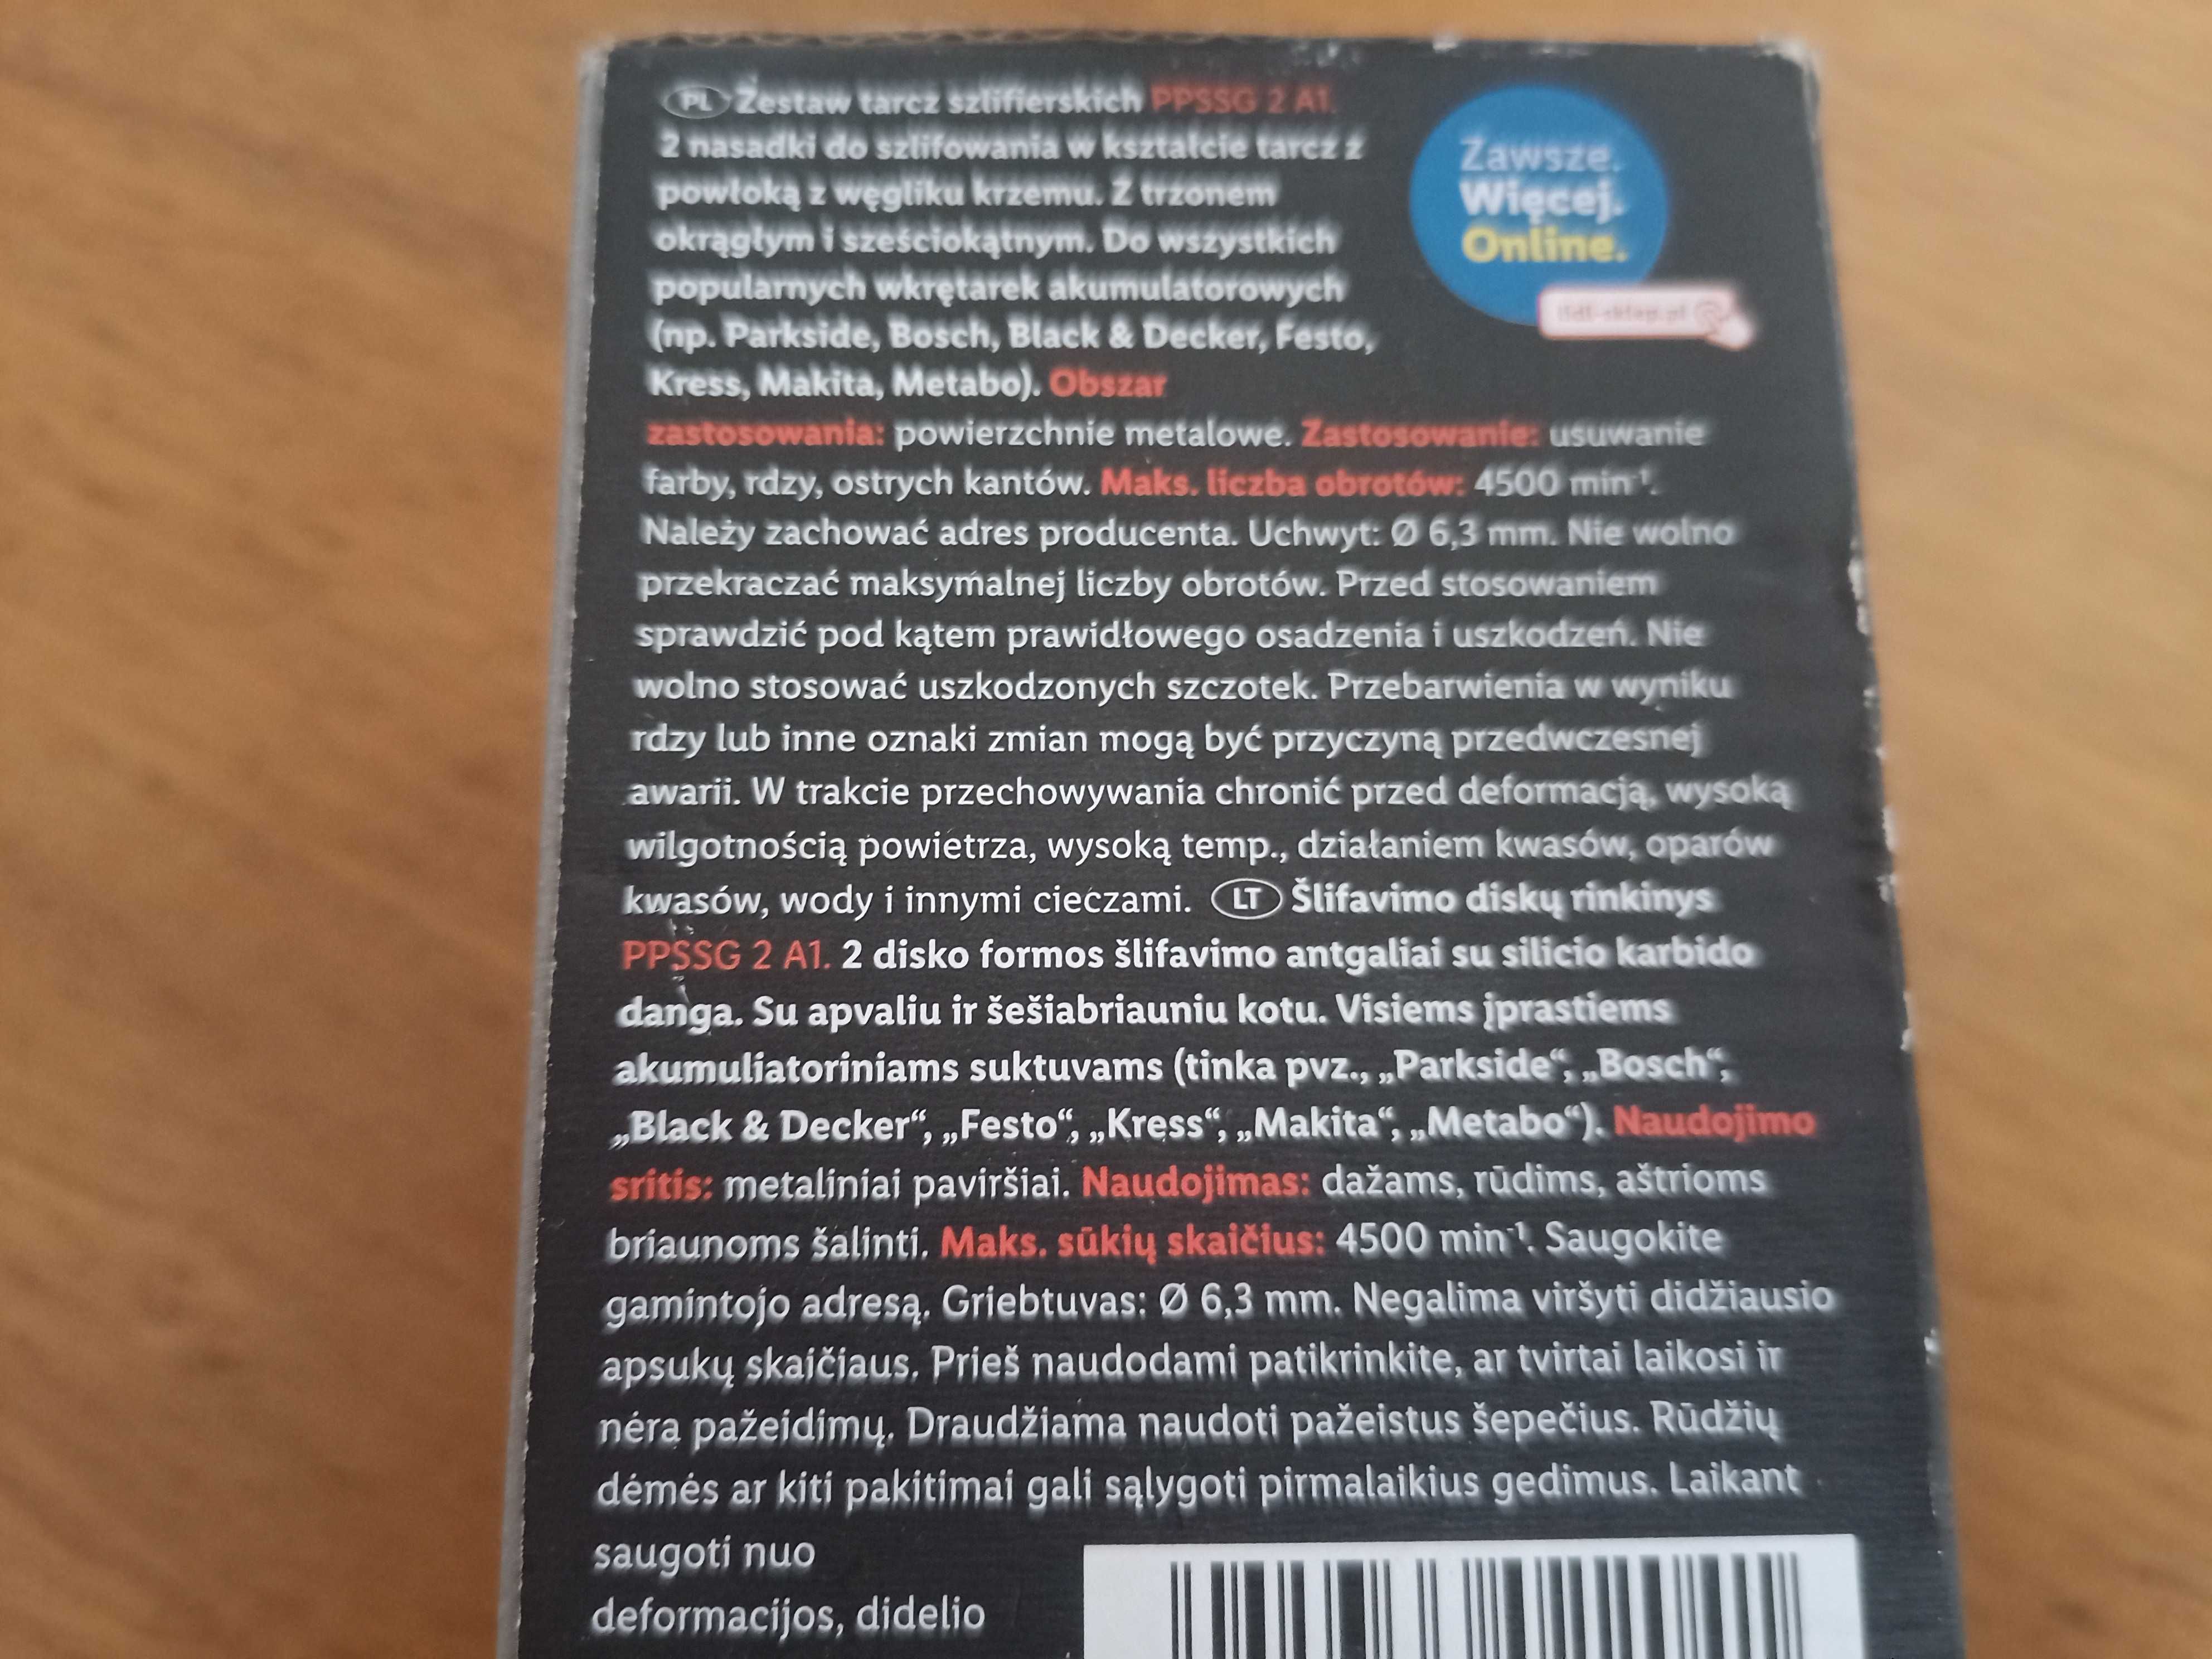 PL Zestaw tarcz szlifierskich PPSSG 2 A1.
2 nasadki do szlifowania w kształcie tarcz z
powłoką z węgliku krzemu. Z trzonem
okrągłym i sześciokątnym. Do wszystkich
popularnych wkrętarek akumulatorowych
(np. Parkside, Bosch, Black & Decker, Festo,
Kress, Makita, Metabo). Obszar
zastosowania: powierzchnie metalowe. Zastosowanie: usuwanie
farby, rdzy, ostrych kantów. Maks. liczba obrotów: 4500 min⁻¹.
Należy zachować adres producenta. Uchwyt: Ø 6,3 mm. Nie wolno
przekraczać maksymalnej liczby obrotów. Przed stosowaniem
sprawdzić pod kątem prawidłowego osadzenia i uszkodzeń. Nie
wolno stosować uszkodzonych szczotek. Przebarwienia w wyniku
rdzy lub inne oznaki zmian mogą być przyczyną przedwczesnej
awarii. W trakcie przechowywania chronić przed deformacją, wysoką
wilgotnością powietrza, wysoką temp., działaniem kwasów, oparów
kwasów, wody i innymi cieczami. LT Šlifavimo diskų rinkinys
PPSSG 2 A1. 2 disko formos šlifavimo antgaliai su silicio karbido
danga. Su apvaliu ir šešiabriauniu kotu. Visiems įprastiems
akumuliatoriniams suktuvams (tinka pvz., „Parkside“, „Bosch“,
„Black & Decker“, „Festo“, „Kress“, „Makita“, „Metabo“). Naudojimo
sritis: metaliniai paviršiai. Naudojimas: dažams, rūdims, aštrioms
briaunoms šalinti. Maks. sūkių skaičius: 4500 min⁻¹. Saugokite
gamintojo adresą. Griebtuvas: Ø 6,3 mm. Negalima viršyti didžiausio
apsukų skaičiaus. Prieš naudodami patikrinkite, ar tvirtai laikosi ir
nėra pažeidimų. Draudžiama naudoti pažeistus šepečius. Rūdžių
dėmės ar kiti pakitimai gali sąlygoti pirmalaikius gedimus. Laikant
saugoti nuo
deformacijos, didelio
Zawsze.
Więcej.
Online.
lidl-sklep.pl